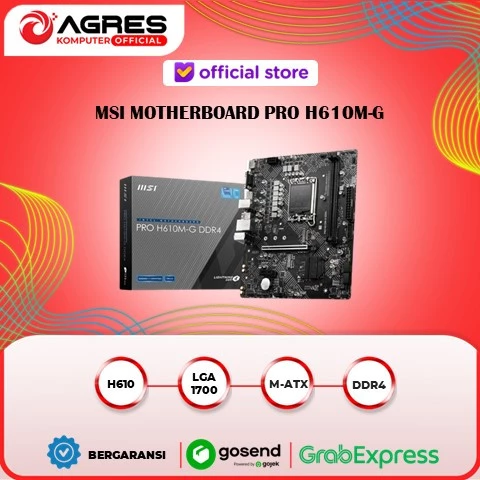 AGRES
KOMPUTER OFFICIAL
official store
MSI MOTHERBOARD PRO H610M-G
msi
PRO H610M-G DDR4
H610
LGA
1700
M-ATX
DDR4
BERGARANSI
gosend
Powered by gojek
GrabExpress